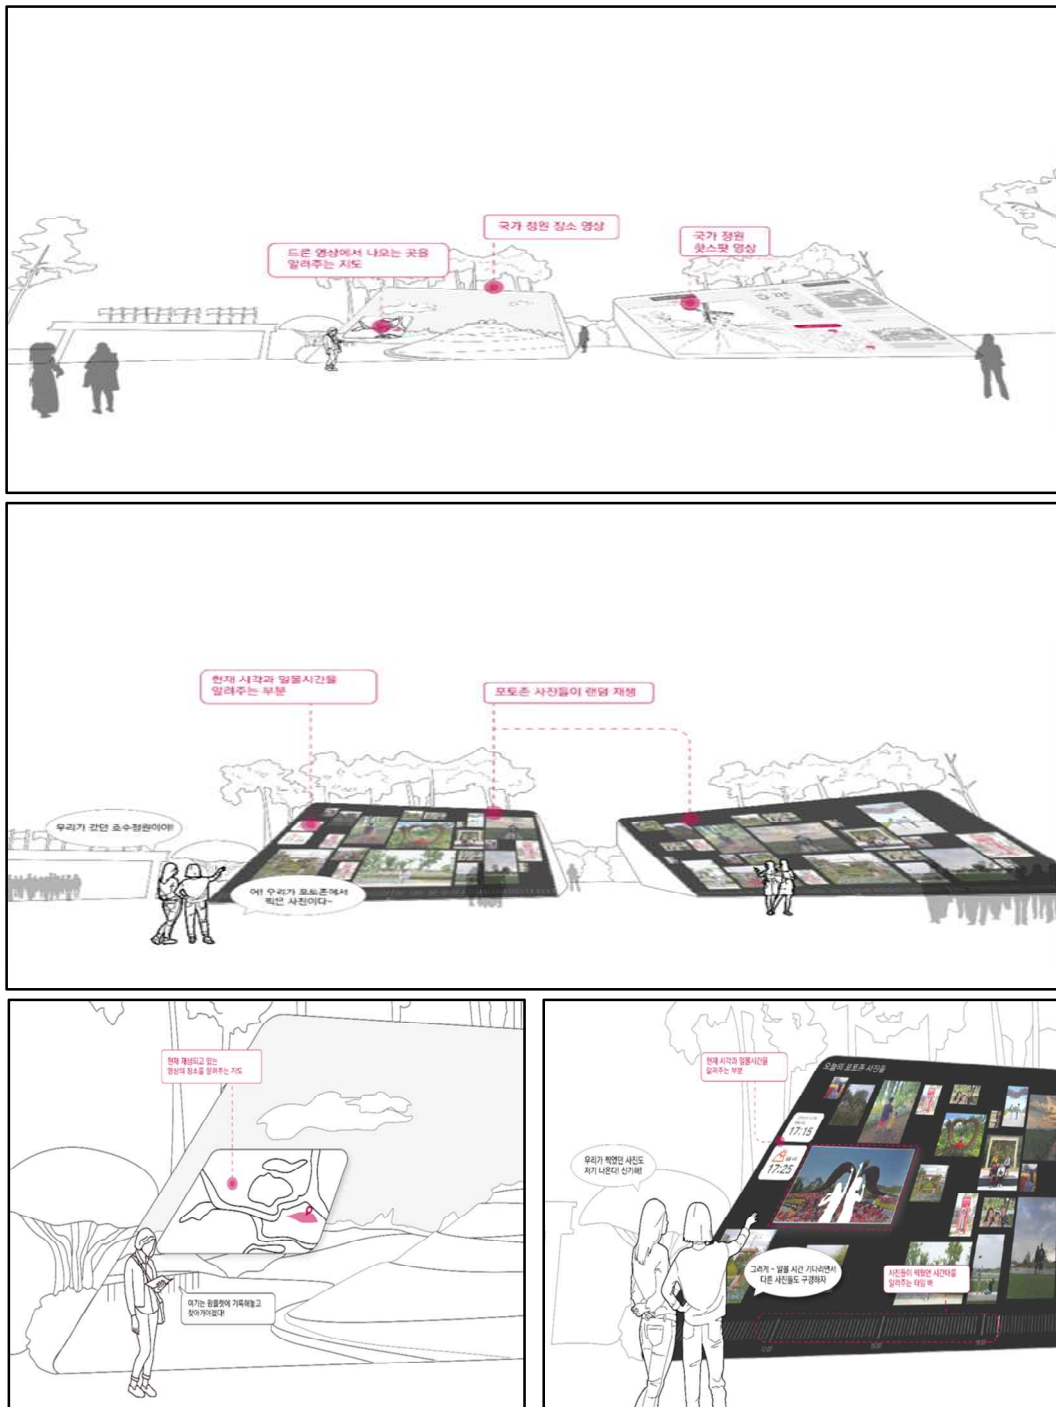 국가 정원 장소 영상
국가 정원
핫스팟 영상
드론 영상에서 나오는 곳을
알려주는 지도
현재 시각과 일몰시간을
알려주는 부분
포토존 사진들이 랜덤 재생
우리가 갔던 호수정원이야!
어! 우리가 포토존에서
찍은 사진이다~
현재 재생되고 있는
영상의 장소를 알려주는 지도
여기는 팜플렛에 기록해놓고
찾아가야겠다!
현재 시각과 일몰시간을
알려주는 부분
오늘의 포토존 사진들
17:15
17:25
우리가 찍었던 사진도
저기 나온다! 신기해!
그러게 ~ 일몰 시간 기다리면서
다른 사진들도 구경하자
사진들이 찍혔던 시간대를
알려주는 타임 바